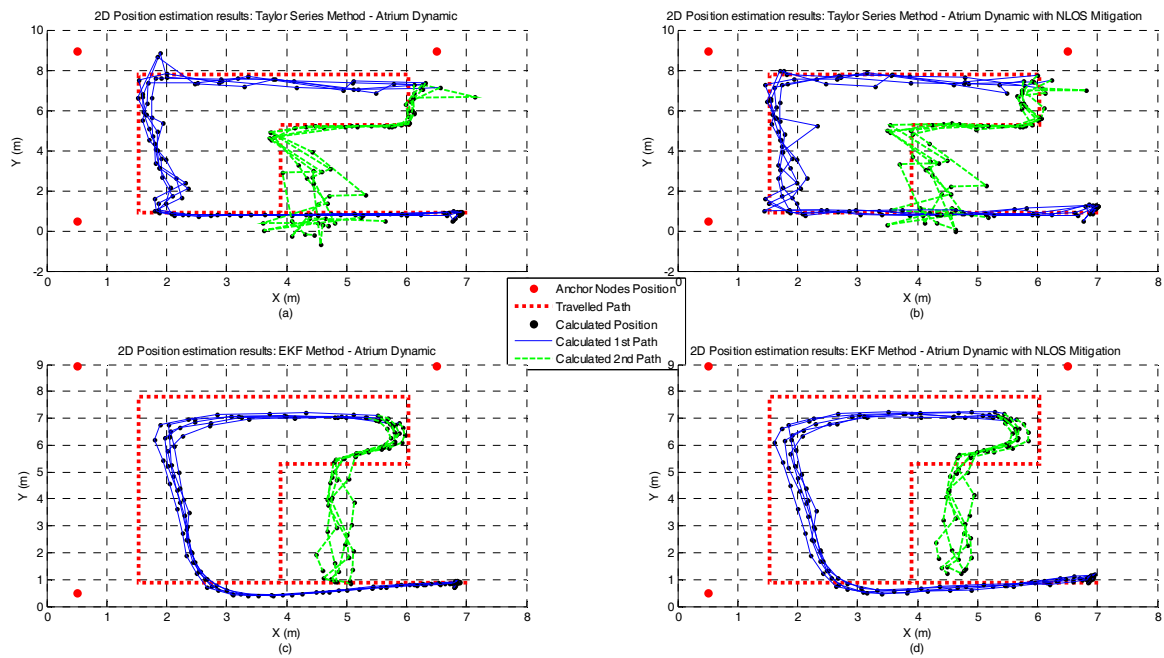 2D Position estimation results: Taylor Series Method - Atrium Dynamic
10
8
6
4
2
0
-2
Y (m)
0 1 2 3 4 5 6 7 8
X (m)
(a)
2D Position estimation results: Taylor Series Method - Atrium Dynamic with NLOS Mitigation
10
8
6
4
2
0
-2
Y (m)
0 1 2 3 4 5 6 7 8
X (m)
(b)
Anchor Nodes Position
Travelled Path
Calculated Position
Calculated 1st Path
Calculated 2nd Path
2D Position estimation results: EKF Method - Atrium Dynamic
9
8
7
6
5
4
3
2
1
0
Y (m)
0 1 2 3 4 5 6 7 8
X (m)
(c)
2D Position estimation results: EKF Method - Atrium Dynamic with NLOS Mitigation
9
8
7
6
5
4
3
2
1
0
Y (m)
0 1 2 3 4 5 6 7 8
X (m)
(d)